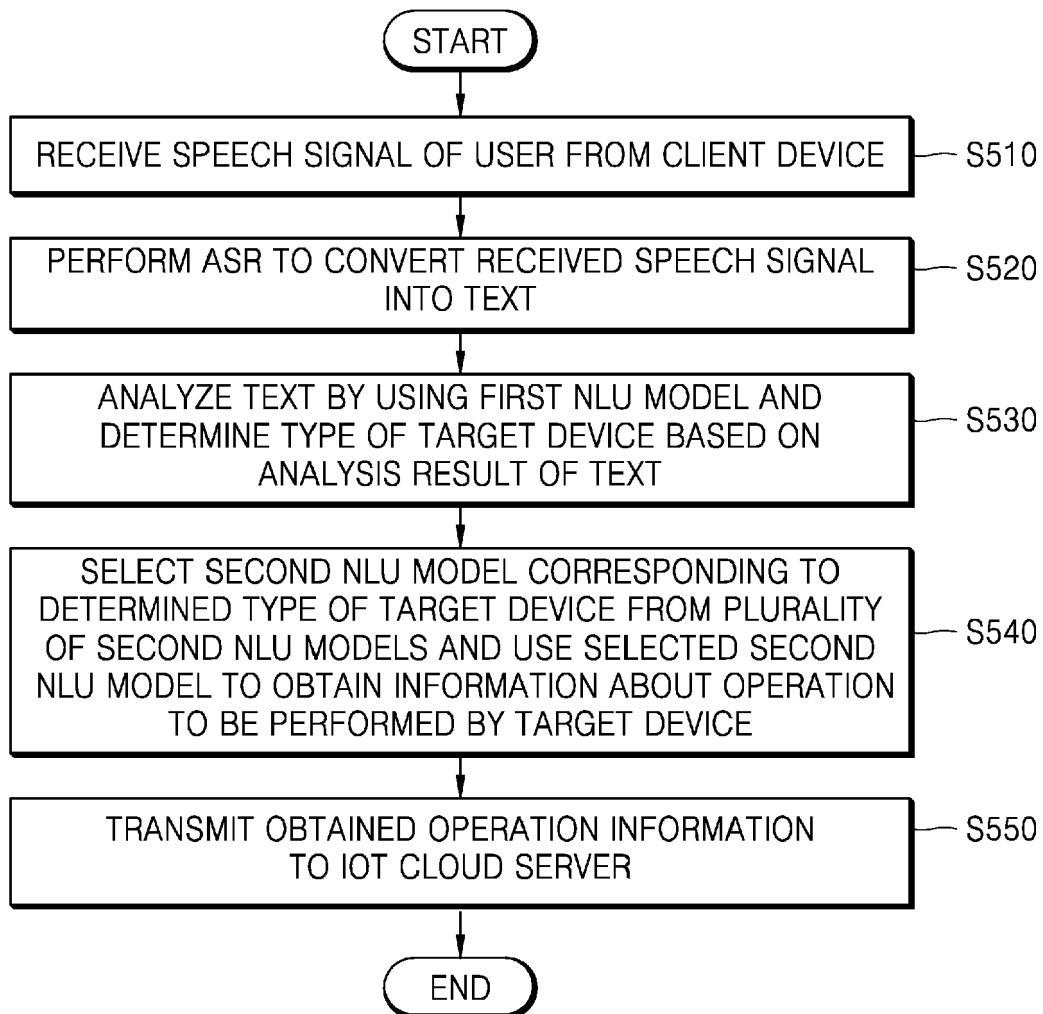 START
RECEIVE SPEECH SIGNAL OF USER FROM CLIENT DEVICE
S510
PERFORM ASR TO CONVERT RECEIVED SPEECH SIGNAL
INTO TEXT
S520
ANALYZE TEXT BY USING FIRST NLU MODEL AND
DETERMINE TYPE OF TARGET DEVICE BASED ON
ANALYSIS RESULT OF TEXT
S530
SELECT SECOND NLU MODEL CORRESPONDING TO
DETERMINED TYPE OF TARGET DEVICE FROM PLURALITY
OF SECOND NLU MODELS AND USE SELECTED SECOND
NLU MODEL TO OBTAIN INFORMATION ABOUT OPERATION
TO BE PERFORMED BY TARGET DEVICE
S540
TRANSMIT OBTAINED OPERATION INFORMATION
TO IOT CLOUD SERVER
S550
END